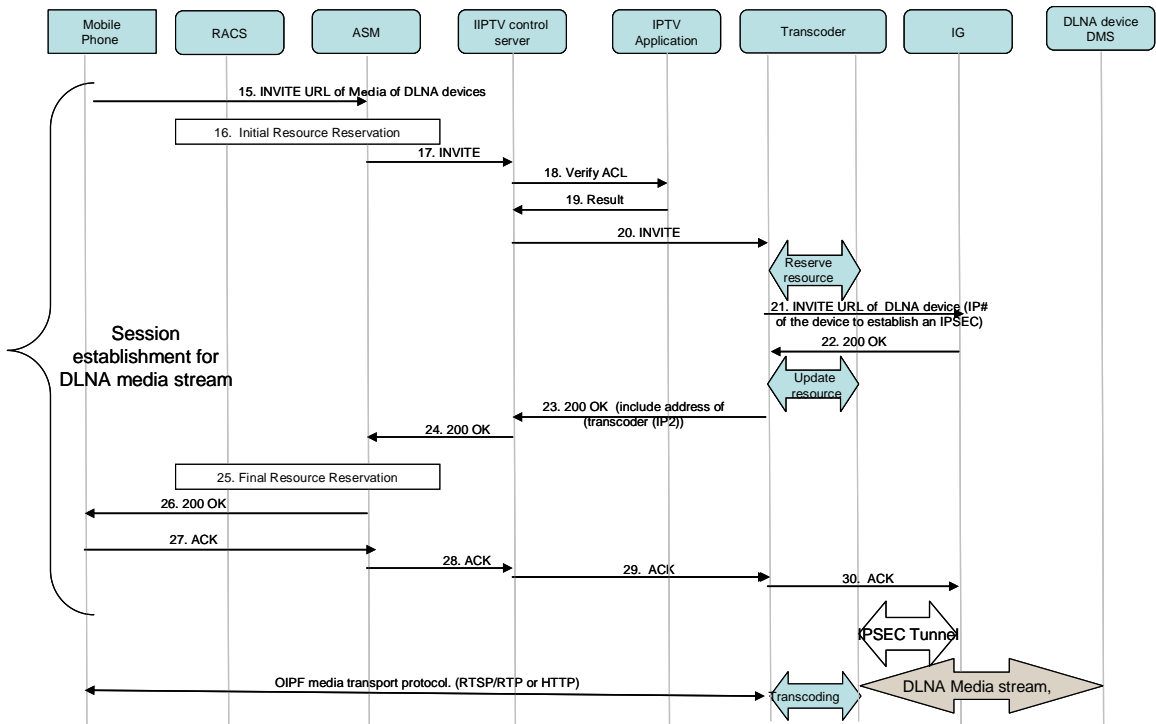 Mobile
Phone
RACS
ASM
IIPTV control
server
IPTV
Application
Transcoder
IG
DLNA device
DMS
15. INVITE URL of Media of DLNA devices
16. Initial Resource Reservation
17. INVITE
18. Verify ACL
19. Result
20. INVITE
Reserve
resource
21. INVITE URL of DLNA device (IP#
of the device to establish an IPSEC)
22. 200 OK
Session
establishment for
DLNA media stream
Update
resource
23. 200 OK (include address of
(transcoder (IP2))
24. 200 OK
25. Final Resource Reservation
26. 200 OK
27. ACK
28. ACK
29. ACK
30. ACK
IPSEC Tunnel
OIPF media transport protocol. (RTSP/RTP or HTTP)
Transcoding
DLNA Media stream,